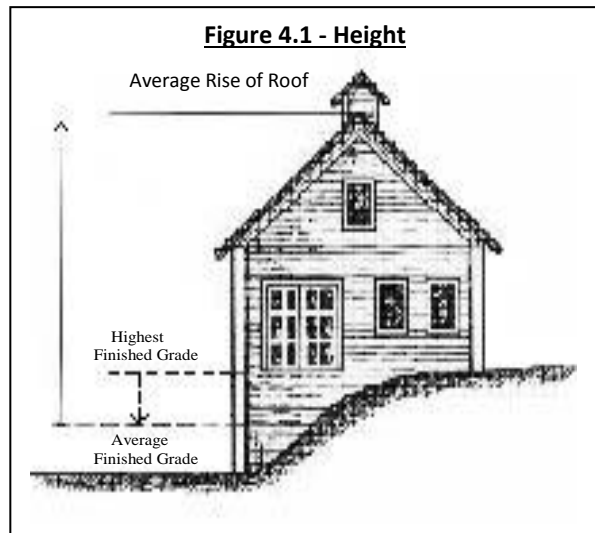 Figure 4.1 - Height
Average Rise of Roof
Highest
Finished Grade
Average
Finished Grade